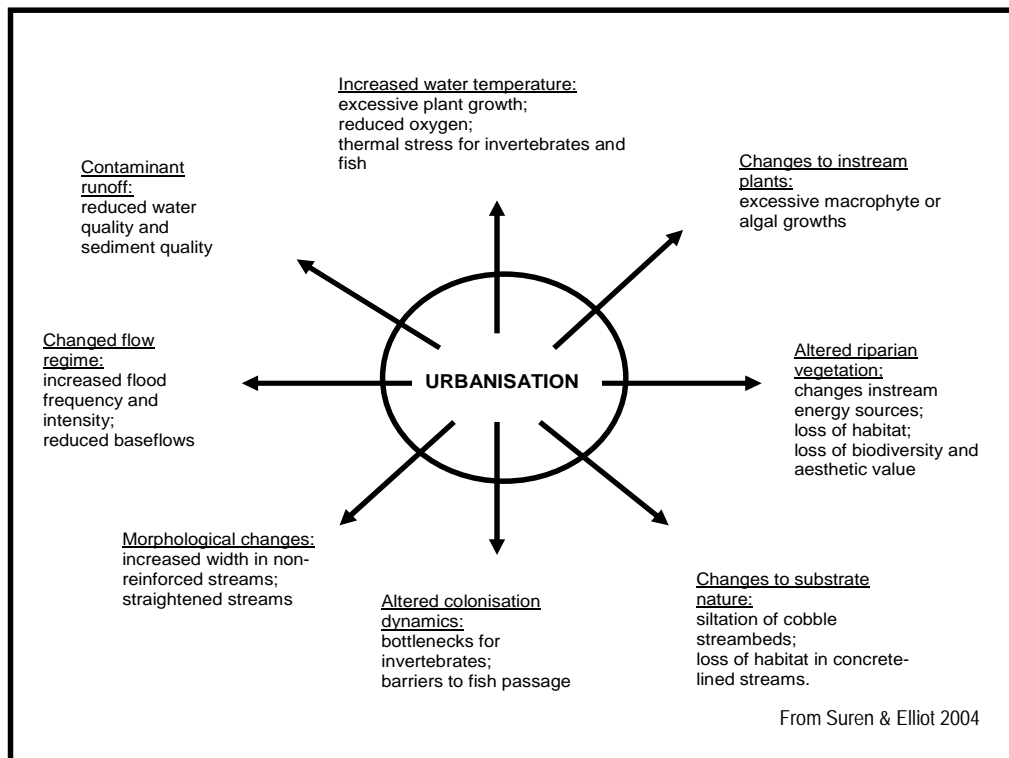 Increased water temperature:
excessive plant growth;
reduced oxygen;
thermal stress for invertebrates and
fish
Changes to instream
plants:
excessive macrophyte or
algal growths
Contaminant
runoff:
reduced water
quality and
sediment quality
Changed flow
regime:
increased flood
frequency and
intensity;
reduced baseflows
URBANISATION
Altered riparian
vegetation;
changes instream
energy sources;
loss of habitat;
loss of biodiversity and
aesthetic value
Morphological changes:
increased width in non-
reinforced streams;
straightened streams
Altered colonisation
dynamics:
bottlenecks for
invertebrates;
barriers to fish passage
Changes to substrate
nature:
siltation of cobble
streambeds;
loss of habitat in concrete-
lined streams.
From Suren & Elliot 2004